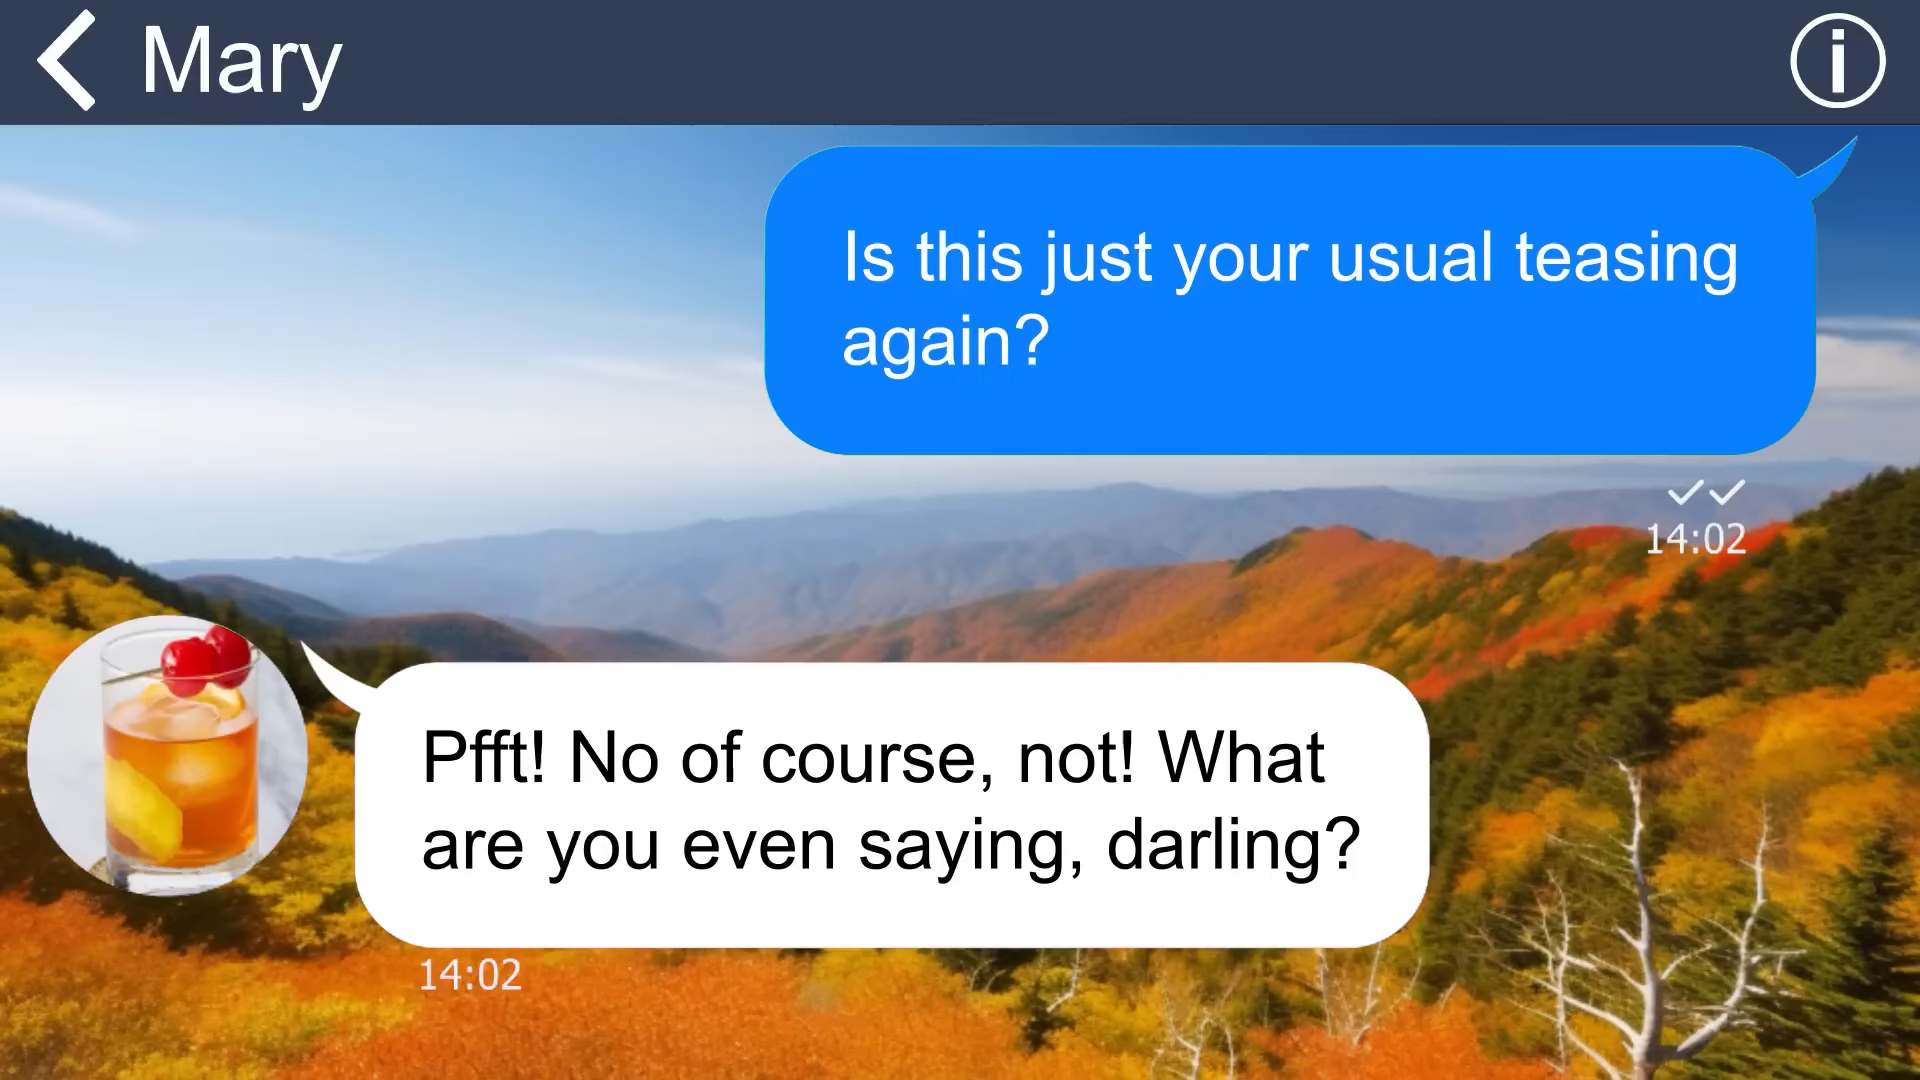 Mary
Is this just your usual teasing
again?
14:02
Pffft! No of course, not! What
are you even saying, darling?
14:02